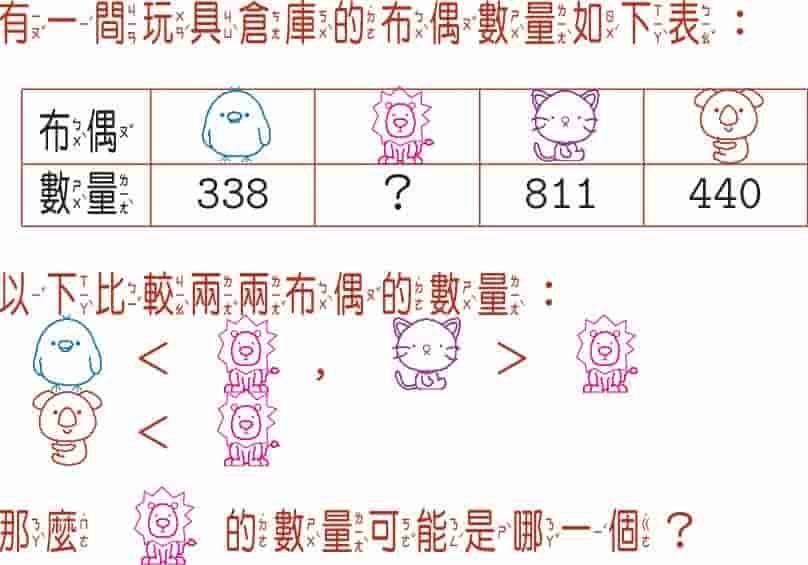 有一間玩具倉庫的布偶數量如下表：
布偶
數量 338 ? 811 440
以下比較兩兩布偶的數量：
< , >
<
那麼 的數量可能是哪一個？